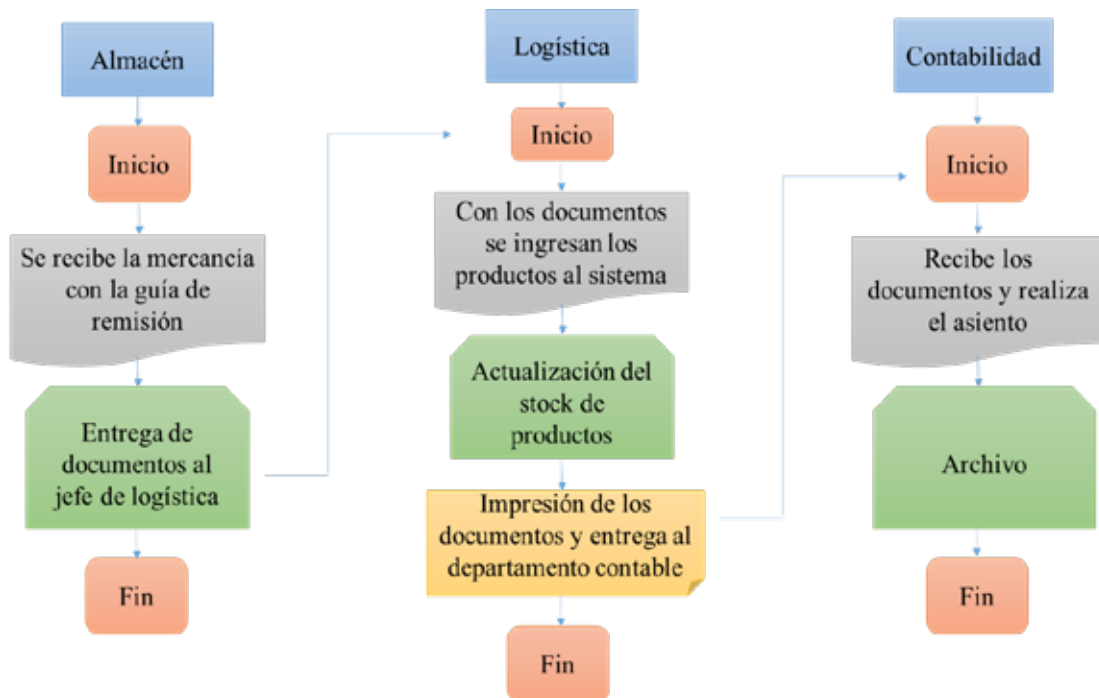 Almacén
Inicio
Se recibe la mercancía
con la guía de
remisión
Entrega de
documentos al
jefe de logística
Fin
Logística
Inicio
Con los documentos
se ingresan los
productos al sistema
Actualización del
stock de
productos
Impresión de los
documentos y entrega al
departamento contable
Fin
Contabilidad
Inicio
Recibe los
documentos y realiza
el asiento
Archivo
Fin